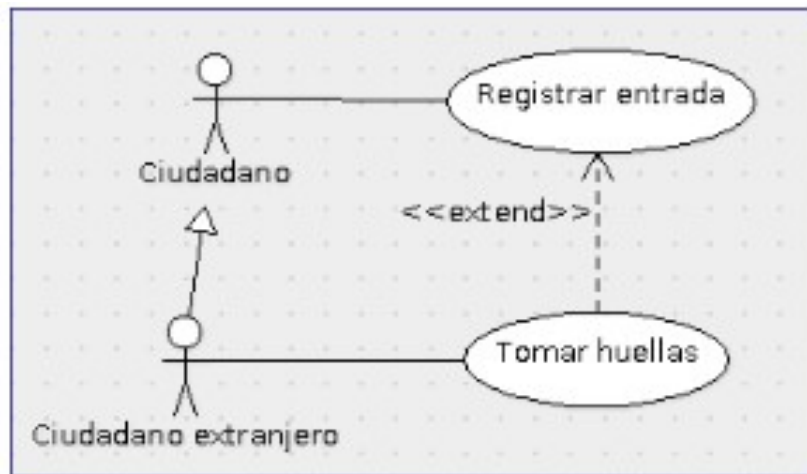 Registrar entrada
Ciudadano
<<extend>>
Tomar huellas
Ciudadano extranjero